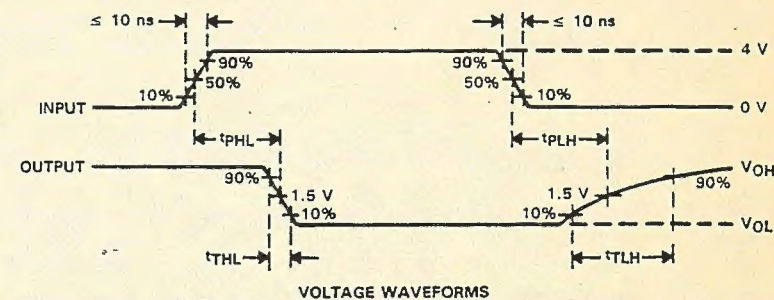 ≤ 10 ns
≤ 10 ns
90%
90%
4 V
50%
50%
10%
10%
INPUT
0 V
tPHL
tPLH
OUTPUT
VOH
90%
90%
1.5 V
1.5 V
10%
10%
VOL
tTHL
tTLH
VOLTAGE WAVEFORMS